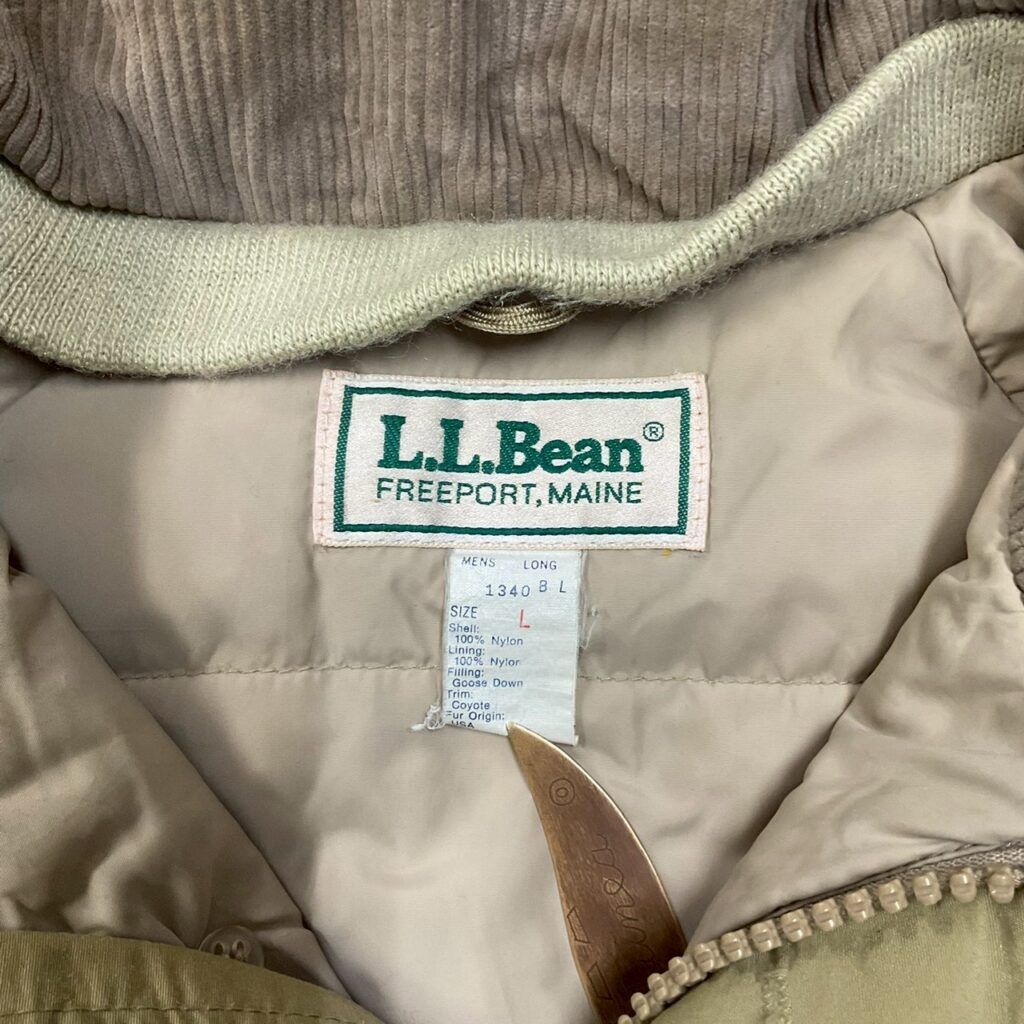 L.L.Bean®
FREEPORT, MAINE
MENS LONG
1340 B L
SIZE L
Shell:
100% Nylon
Lining:
100% Nylon
Filling:
Goose Down
Trim:
Coyote
Fur Origin:
USA